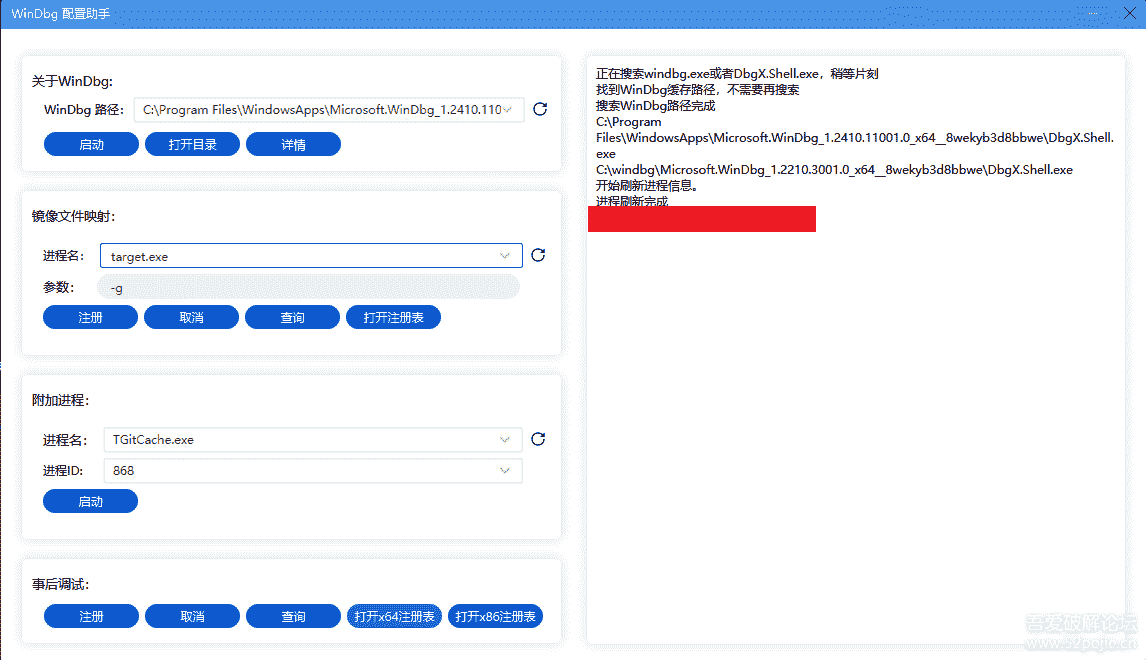 WinDbg 配置助手
关于WinDbg:
WinDbg 路径: C:\Program Files\WindowsApps\Microsoft.WinDbg_1.2410.110
启动 打开目录 详情
镜像文件映射:
进程名: target.exe
参数: -g
注册 取消 查询 打开注册表
附加进程:
进程名: TGitCache.exe
进程ID: 868
启动
事后调试:
注册 取消 查询 打开x64注册表 打开x86注册表
正在搜索windbg.exe或者DbgX.Shell.exe，稍等片刻
找到WinDbg缓存路径，不需要再搜索
搜索WinDbg路径完成
C:\Program
Files\WindowsApps\Microsoft.WinDbg_1.2410.11001.0_x64__8wekyb3d8bbwe\DbgX.Shell.
exe
C:\windbg\Microsoft.WinDbg_1.2210.3001.0_x64__8wekyb3d8bbwe\DbgX.Shell.exe
开始刷新进程信息。
进程刷新完成
吾爱破解论坛
www.52pojie.cn